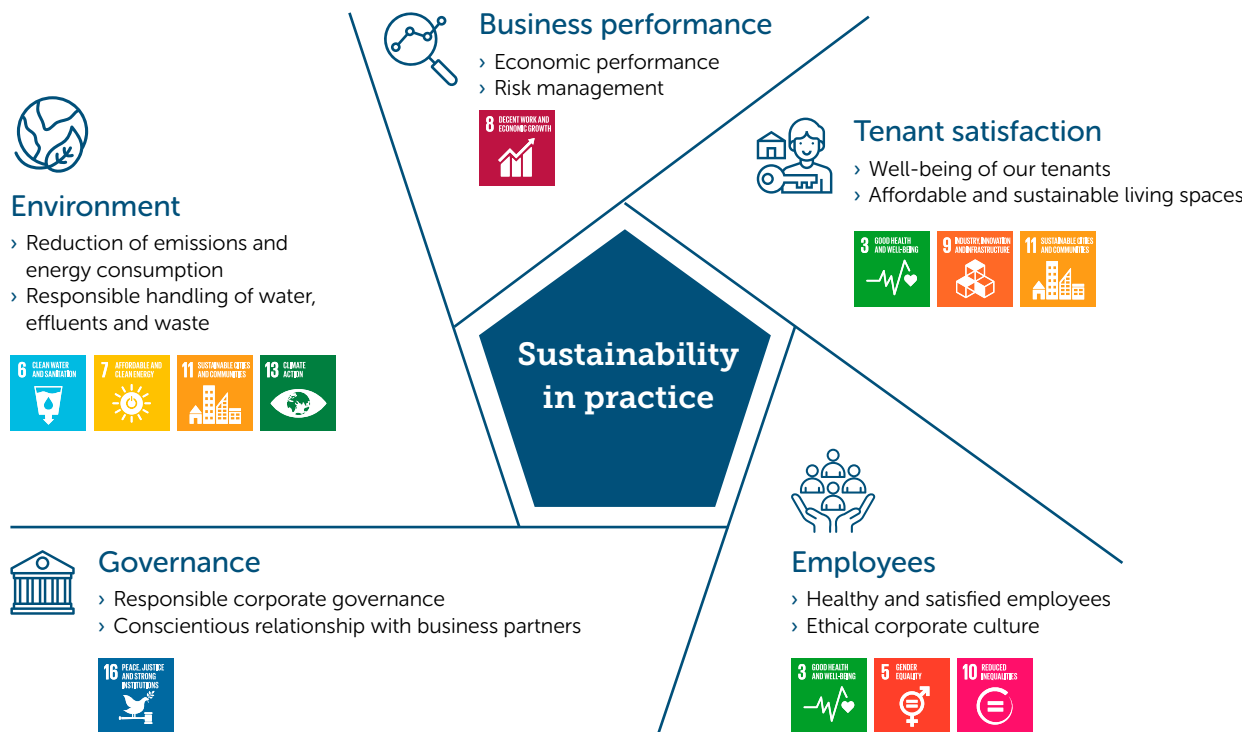 Business performance
› Economic performance
› Risk management
8 DECENT WORK AND
ECONOMIC GROWTH
Tenant satisfaction
› Well-being of our tenants
› Affordable and sustainable living spaces
3 GOOD HEALTH
AND WELL-BEING
9 INDUSTRY, INNOVATION
AND INFRASTRUCTURE
11 SUSTAINABLE CITIES
AND COMMUNITIES
Environment
› Reduction of emissions and
energy consumption
› Responsible handling of water,
effluents and waste
6 CLEAN WATER
AND SANITATION
7 AFFORDABLE AND
CLEAN ENERGY
11 SUSTAINABLE CITIES
AND COMMUNITIES
13 CLIMATE
ACTION
Sustainability
in practice
Governance
› Responsible corporate governance
› Conscientious relationship with business partners
16 PEACE, JUSTICE
AND STRONG
INSTITUTIONS
Employees
› Healthy and satisfied employees
› Ethical corporate culture
3 GOOD HEALTH
AND WELL-BEING
5 GENDER
EQUALITY
10 REDUCED
INEQUALITIES